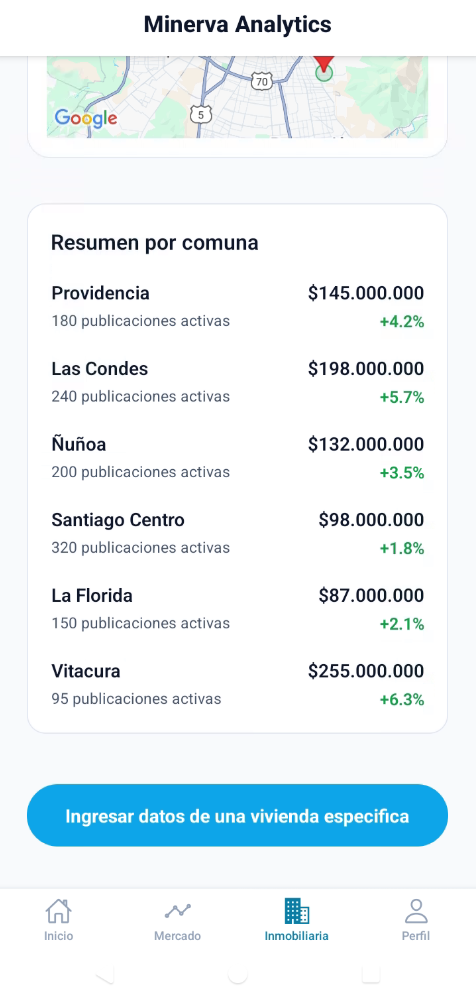 Minerva Analytics
70
Google
5
Resumen por comuna
Providencia
$145.000.000
180 publicaciones activas
+4.2%
Las Condes
$198.000.000
240 publicaciones activas
+5.7%
Ñuñoa
$132.000.000
200 publicaciones activas
+3.5%
Santiago Centro
$98.000.000
320 publicaciones activas
+1.8%
La Florida
$87.000.000
150 publicaciones activas
+2.1%
Vitacura
$255.000.000
95 publicaciones activas
+6.3%
Ingresar datos de una vivienda especifica
Inicio
Mercado
Inmobiliaria
Perfil